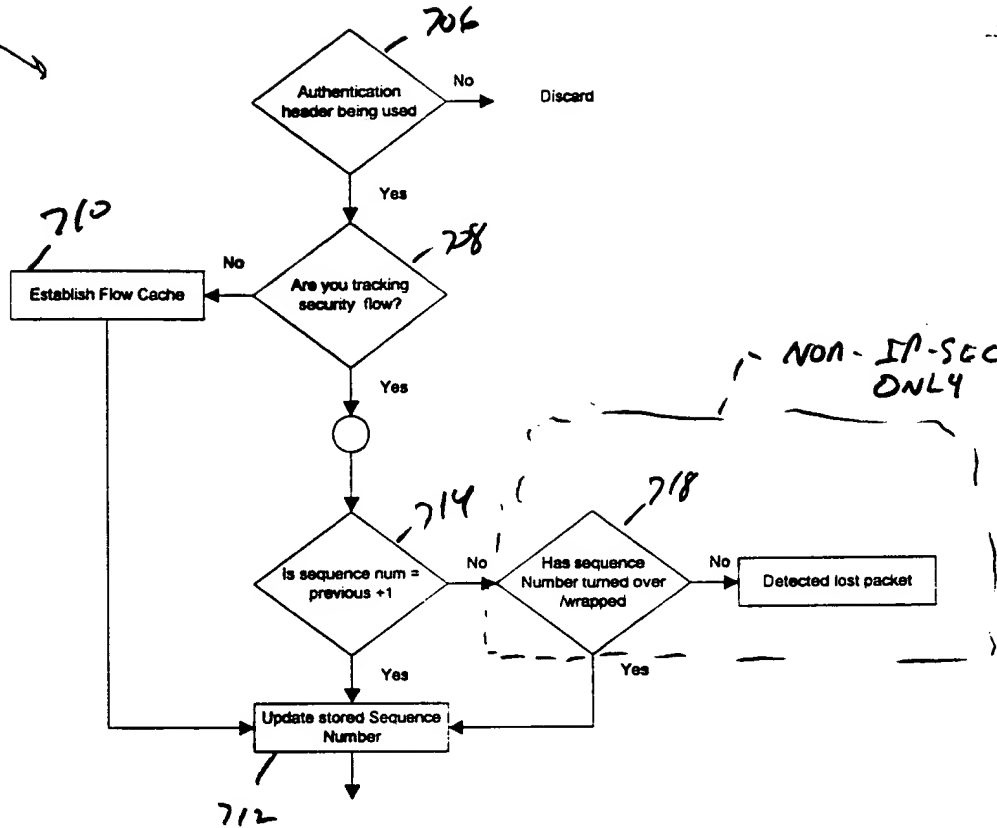 706
Authentication
header being used
No
Discard
Yes
710
708
No
Establish Flow Cache
Are you tracking
security flow?
Yes
NON-IP-SEC
ONLY
714
718
Is sequence num =
previous +1
No
Has sequence
Number turned over
/wrapped
No
Detected lost packet
Yes
Yes
Update stored Sequence
Number
712